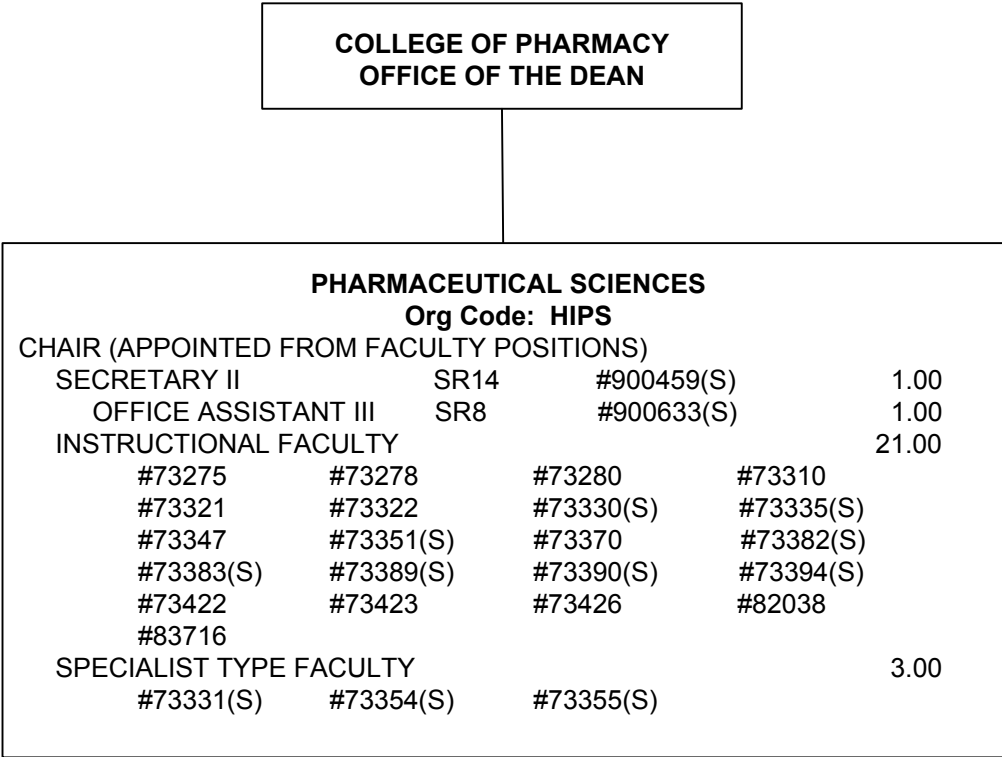 COLLEGE OF PHARMACY
OFFICE OF THE DEAN
PHARMACEUTICAL SCIENCES
Org Code: HIPS
CHAIR (APPOINTED FROM FACULTY POSITIONS)
SECRETARY II SR14 #900459(S) 1.00
OFFICE ASSISTANT III SR8 #900633(S) 1.00
INSTRUCTIONAL FACULTY 21.00
#73275 #73278 #73280 #73310
#73321 #73322 #73330(S) #73335(S)
#73347 #73351(S) #73370 #73382(S)
#73383(S) #73389(S) #73390(S) #73394(S)
#73422 #73423 #73426 #82038
#83716
SPECIALIST TYPE FACULTY 3.00
#73331(S) #73354(S) #73355(S)